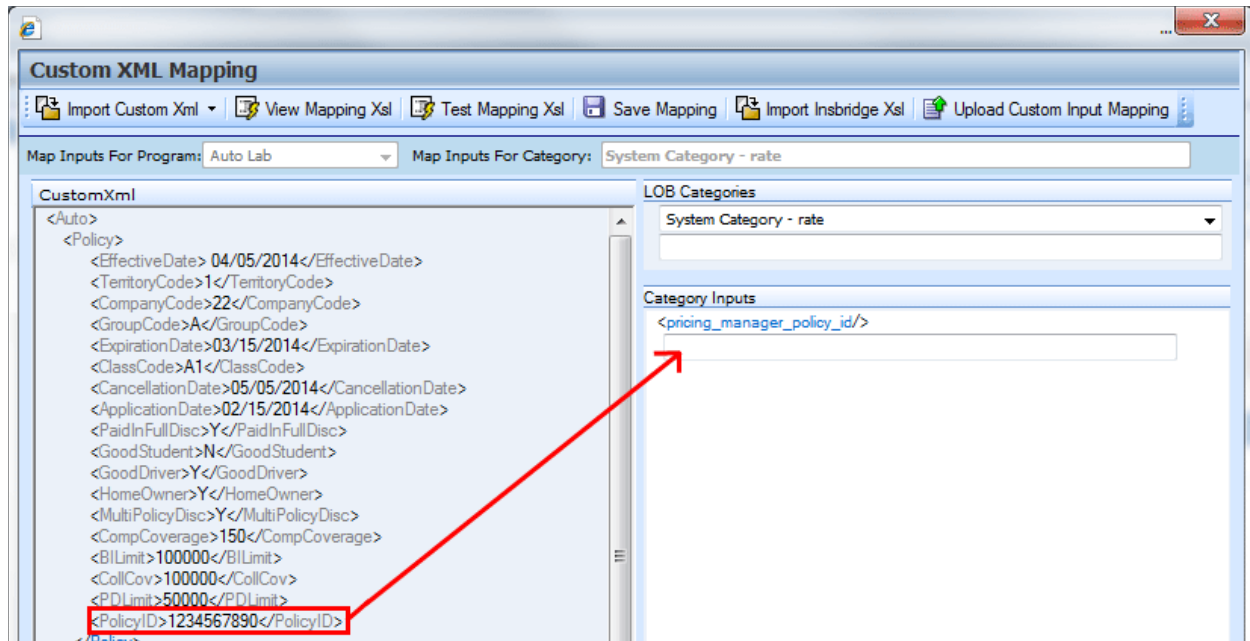 ...
Custom XML Mapping
Import Custom Xml View Mapping Xsl Test Mapping Xsl Save Mapping Import Insbridge Xsl Upload Custom Input Mapping
Map Inputs For Program: Auto Lab Map Inputs For Category: System Category - rate
CustomXml
<Auto>
<Policy>
<EffectiveDate> 04/05/2014</EffectiveDate>
<TerritoryCode>1</TerritoryCode>
<CompanyCode>22</CompanyCode>
<GroupCode>A</GroupCode>
<ExpirationDate>03/15/2014</ExpirationDate>
<ClassCode>A1</ClassCode>
<CancellationDate>05/05/2014</CancellationDate>
<ApplicationDate>02/15/2014</ApplicationDate>
<PaidInFullDisc>Y</PaidInFullDisc>
<GoodStudent>N</GoodStudent>
<GoodDriver>Y</GoodDriver>
<HomeOwner>Y</HomeOwner>
<MultiPolicyDisc>Y</MultiPolicyDisc>
<CompCoverage>150</CompCoverage>
<BILimit>100000</BILimit>
<CollCov>100000</CollCov>
<PDLimit>50000</PDLimit>
<PolicyID>1234567890</PolicyID>
</Policy>
LOB Categories
System Category - rate
Category Inputs
<pricing_manager_policy_id/>